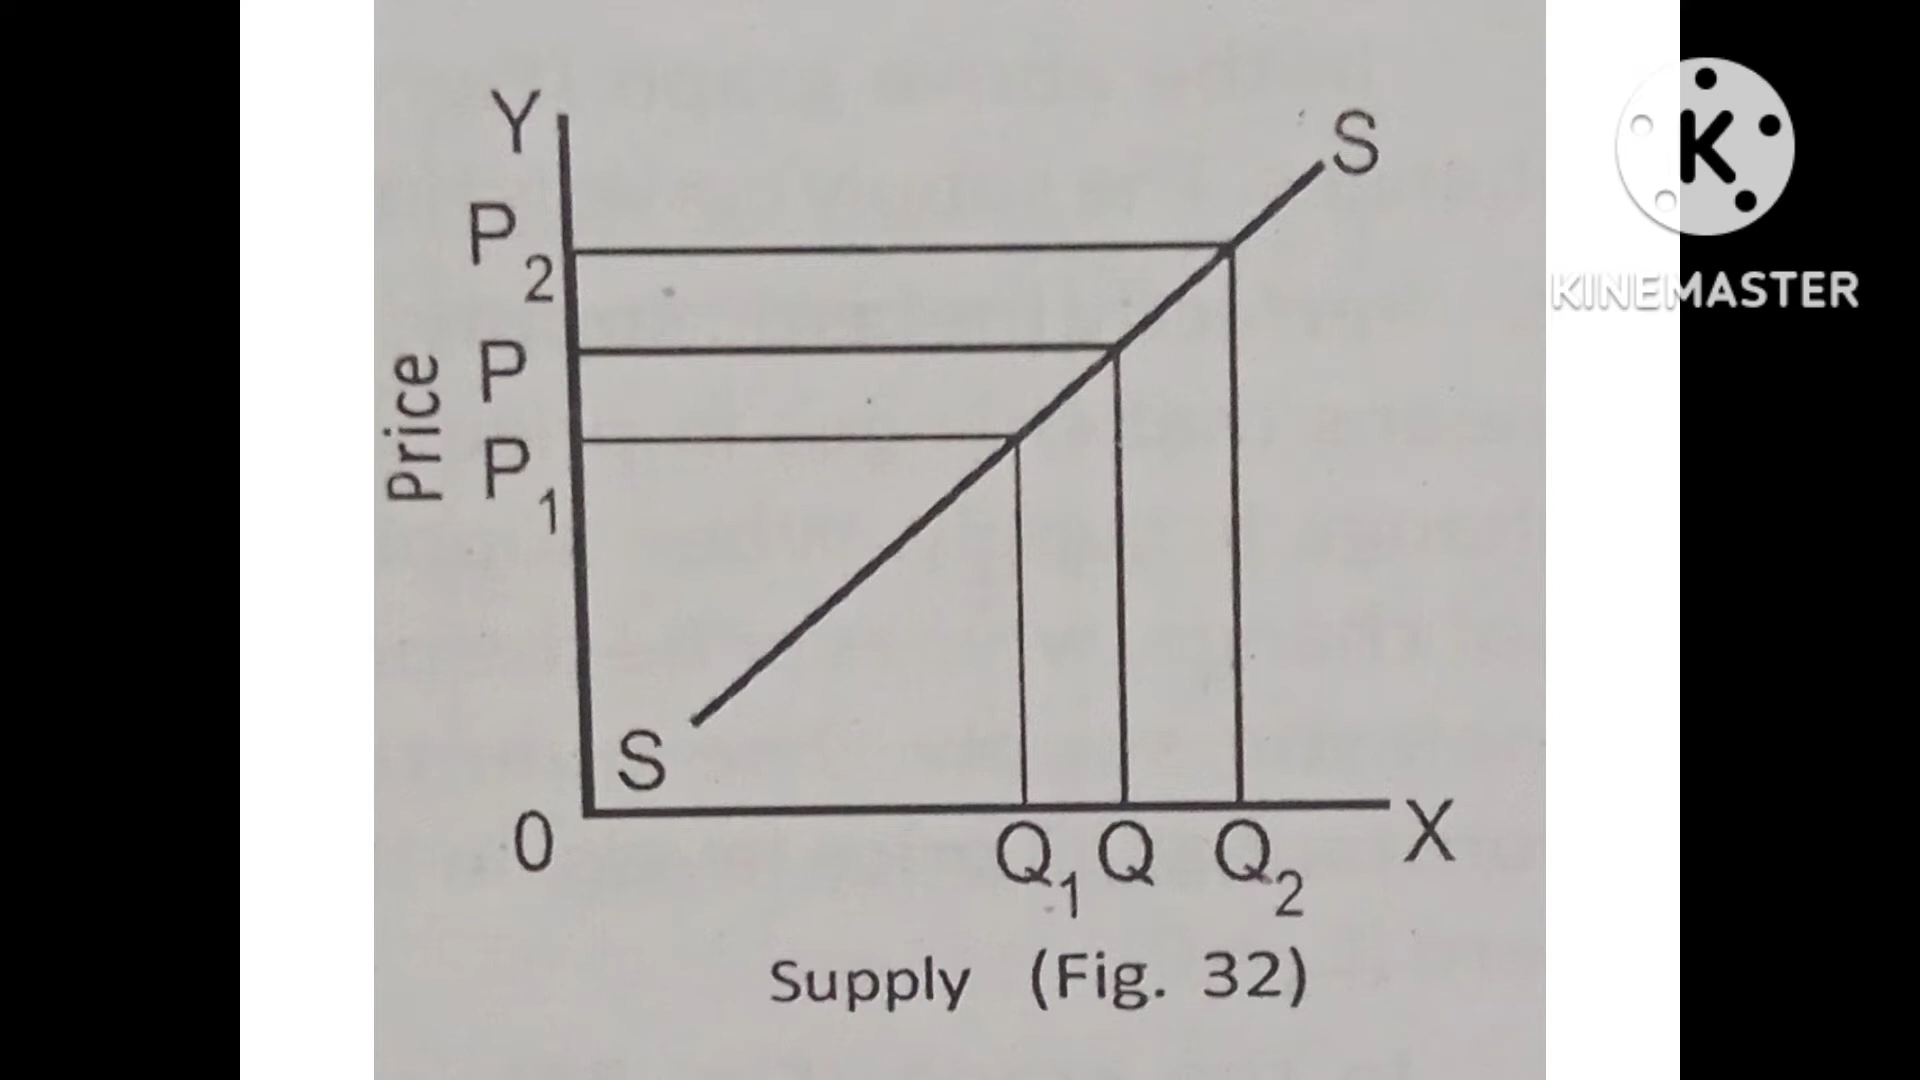 Y
S
P2
P
P1
Price
S
0
Q1 Q Q2
X
Supply (Fig. 32)
K
KINEMASTER